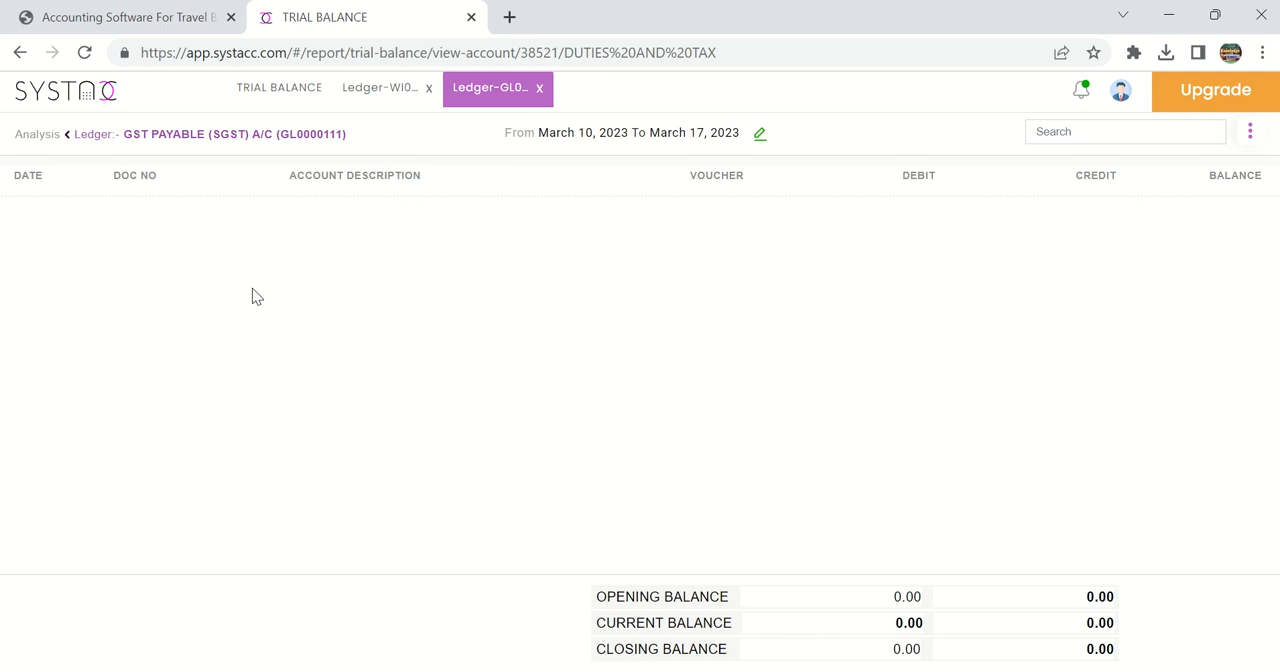 Accounting Software For Travel B
TRIAL BALANCE
https://app.systacc.com/#/report/trial-balance/view-account/38521/DUTIES%20AND%20TAX
SYSTACC TRIAL BALANCE Ledger-WI0... x Ledger-GL0... x Upgrade
Analysis Ledger:- GST PAYABLE (SGST) A/C (GL0000111) From March 10, 2023 To March 17, 2023 Search
DATE DOC NO ACCOUNT DESCRIPTION VOUCHER DEBIT CREDIT BALANCE
OPENING BALANCE 0.00 0.00
CURRENT BALANCE 0.00 0.00
CLOSING BALANCE 0.00 0.00